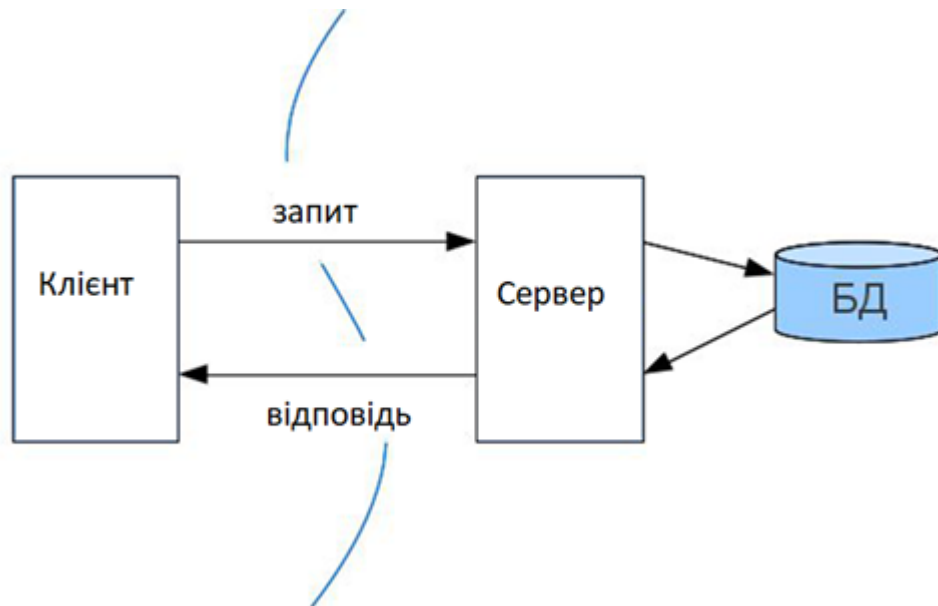 запит
Клієнт
Сервер
БД
відповідь